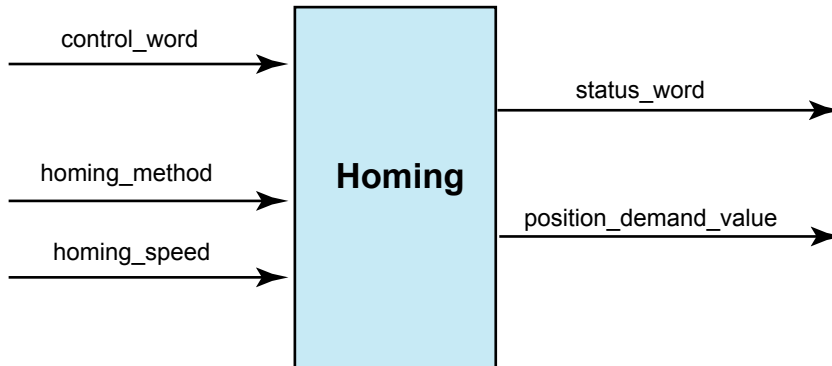 control_word
status_word
homing_method
Homing
position_demand_value
homing_speed